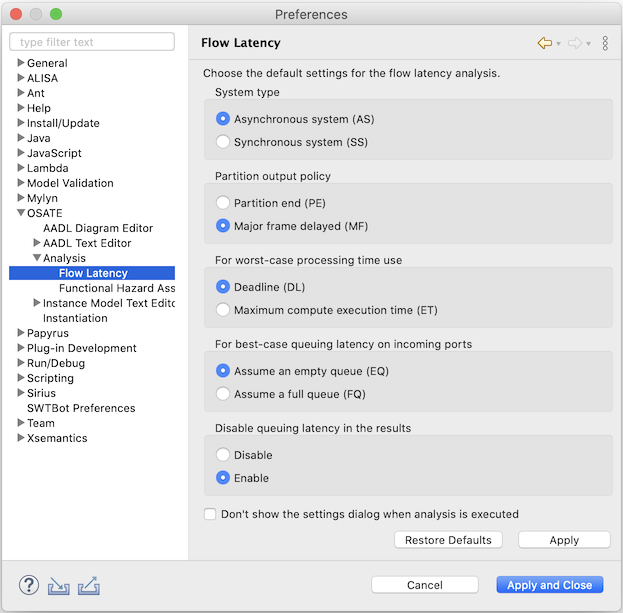 Preferences
type filter text
General
ALISA
Ant
Help
Install/Update
Java
JavaScript
Lambda
Model Validation
Mylyn
OSATE
AADL Diagram Editor
AADL Text Editor
Analysis
Flow Latency
Functional Hazard Ass
Instance Model Text Editc
Instantiation
Papyrus
Plug-in Development
Run/Debug
Scripting
Sirius
SWTBot Preferences
Team
Xsemantics
Flow Latency
Choose the default settings for the flow latency analysis.
System type
Asynchronous system (AS)
Synchronous system (SS)
Partition output policy
Partition end (PE)
Major frame delayed (MF)
For worst-case processing time use
Deadline (DL)
Maximum compute execution time (ET)
For best-case queuing latency on incoming ports
Assume an empty queue (EQ)
Assume a full queue (FQ)
Disable queuing latency in the results
Disable
Enable
Don't show the settings dialog when analysis is executed
Restore Defaults
Apply
?
Cancel
Apply and Close